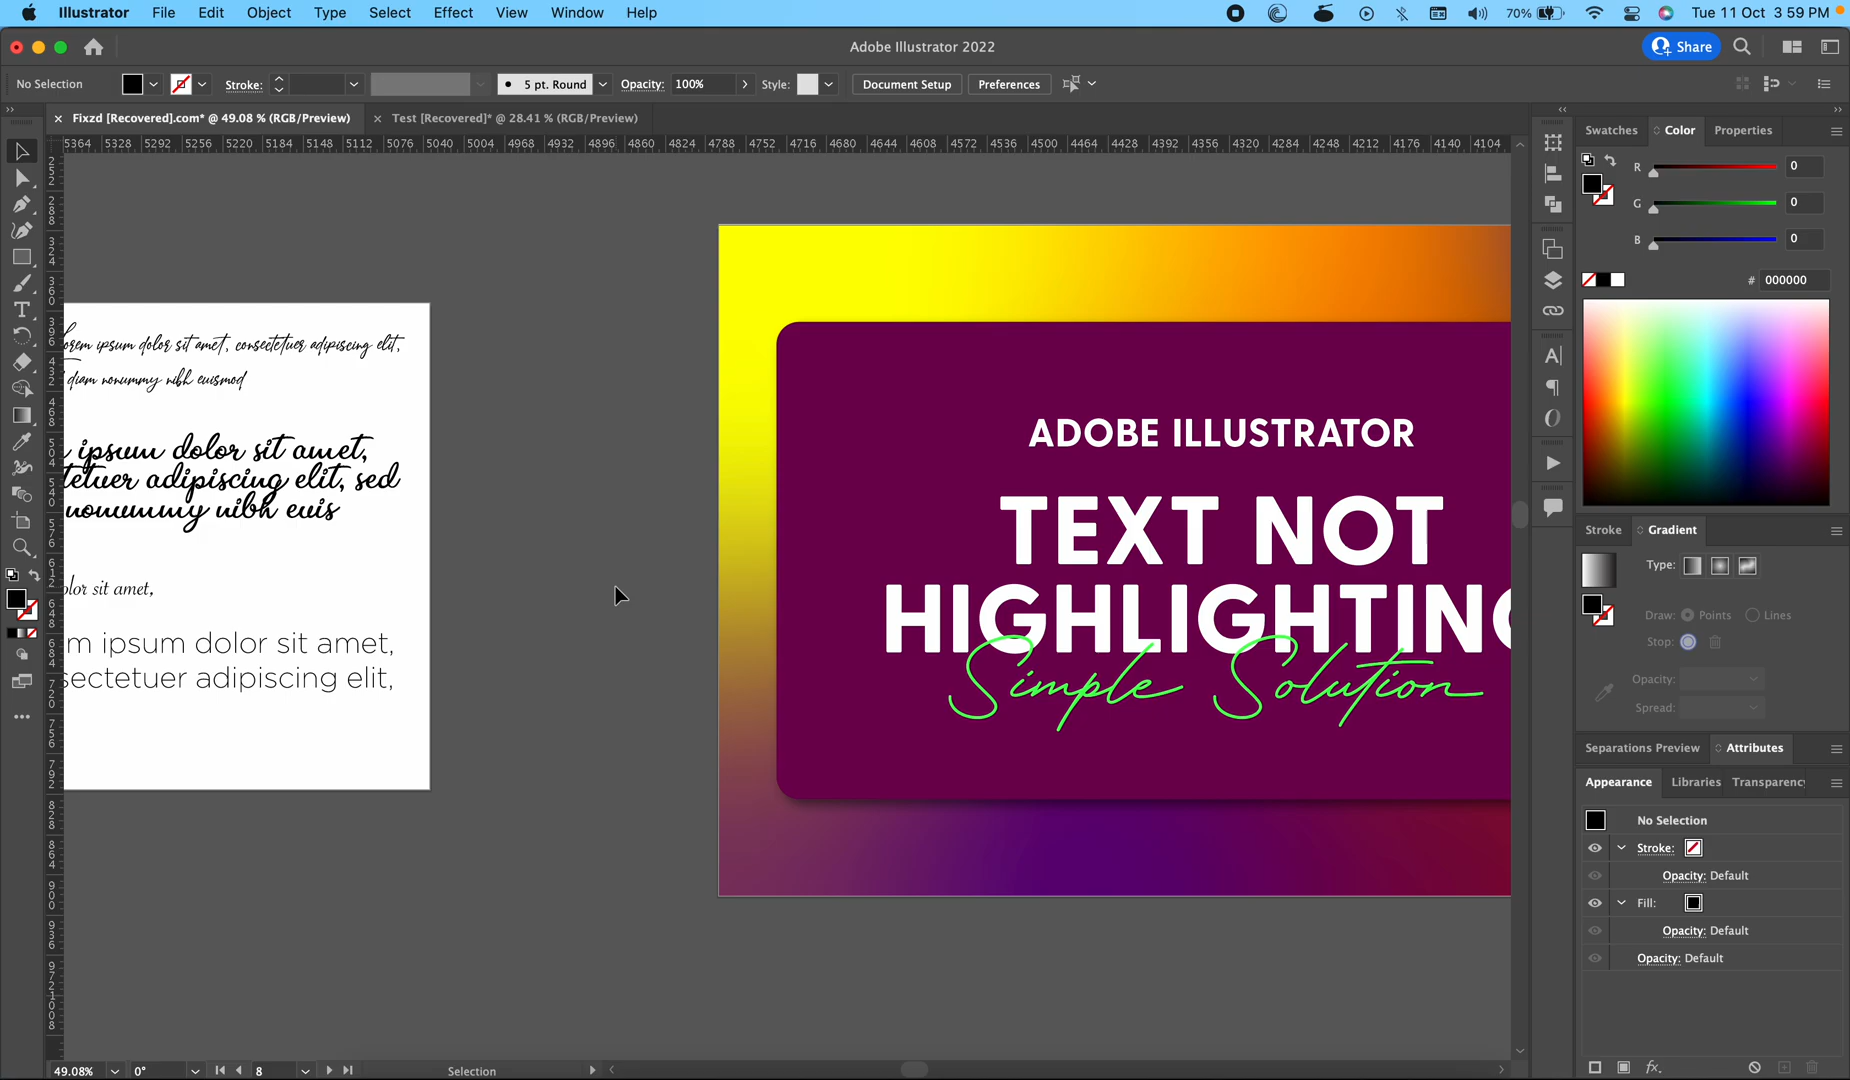 Illustrator File Edit Object Type Select Effect View Window Help
70% Tue 11 Oct 3 59 PM
Adobe Illustrator 2022
Share
No Selection
Stroke:
5 pt. Round
Opacity: 100%
Style:
Document Setup
Preferences
Fixzd [Recovered].com* @ 49.08 % (RGB/Preview)
Test [Recovered]* @ 28.41 % (RGB/Preview)
5364 5328 5292 5256 5220 5184 5148 5112 5076 5040 5004 4968 4932 4896 4860 4824 4788 4752 4716 4680 4644 4608 4572 4536 4500 4464 4428 4392 4356 4320 4284 4248 4212 4176 4140 4104
orem ipsum dolor sit amet, consectetuer adipiscing elit,
diam nonummy nibh euismod
ipsum dolor sit amet,
tetuer adipiscing elit, sed
nonummy nibh euis
olor sit amet,
m ipsum dolor sit amet,
sectetuer adipiscing elit,
ADOBE ILLUSTRATOR
TEXT NOT
HIGHLIGHTING
Simple Solution
Swatches Color Properties
R 0
G 0
B 0
# 000000
Stroke Gradient
Type:
Draw: Points Lines
Stop:
Opacity:
Spread:
Separations Preview Attributes
Appearance Libraries Transparenc
No Selection
Stroke:
Opacity: Default
Fill:
Opacity: Default
Opacity: Default
fx.
49.08% 0° 8 Selection